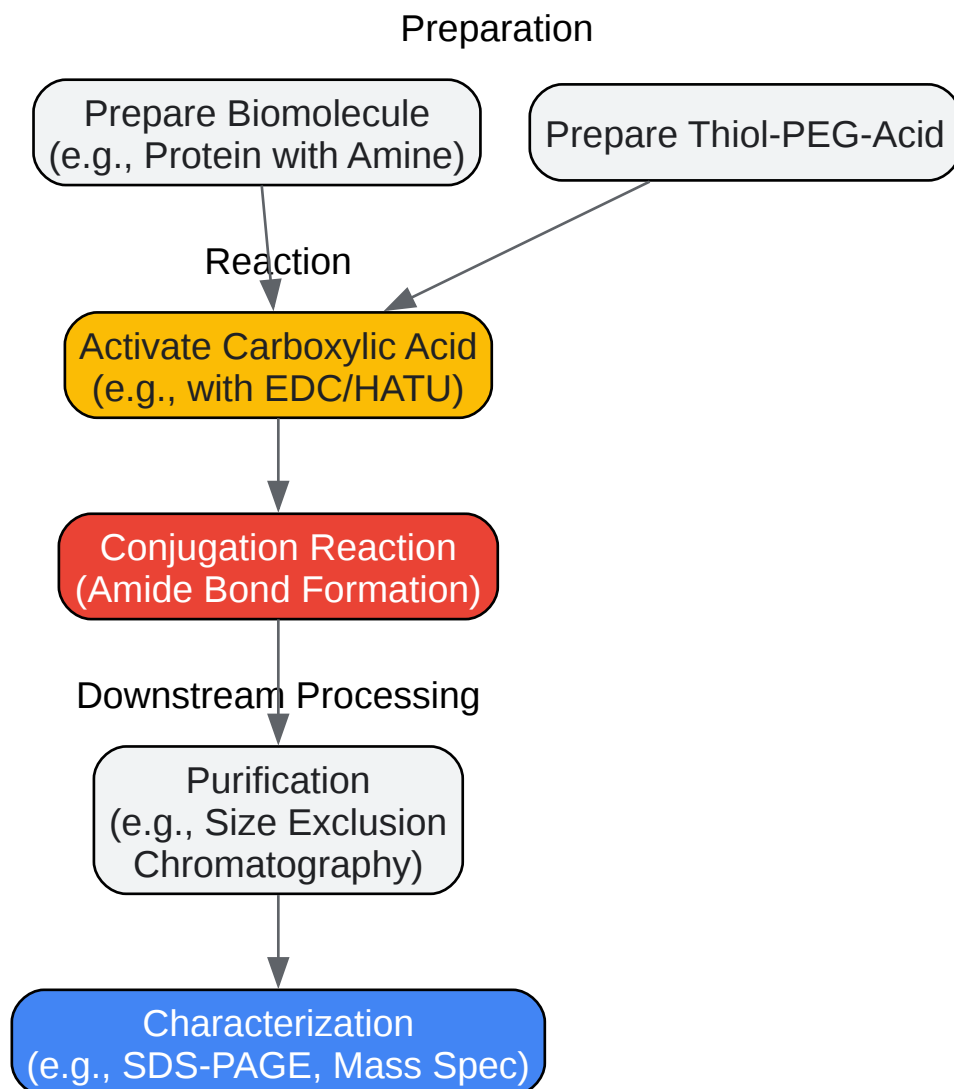 Preparation
Prepare Biomolecule
(e.g., Protein with Amine)
Prepare Thiol-PEG-Acid
Reaction
Activate Carboxylic Acid
(e.g., with EDC/HATU)
Conjugation Reaction
(Amide Bond Formation)
Downstream Processing
Purification
(e.g., Size Exclusion
Chromatography)
Characterization
(e.g., SDS-PAGE, Mass Spec)